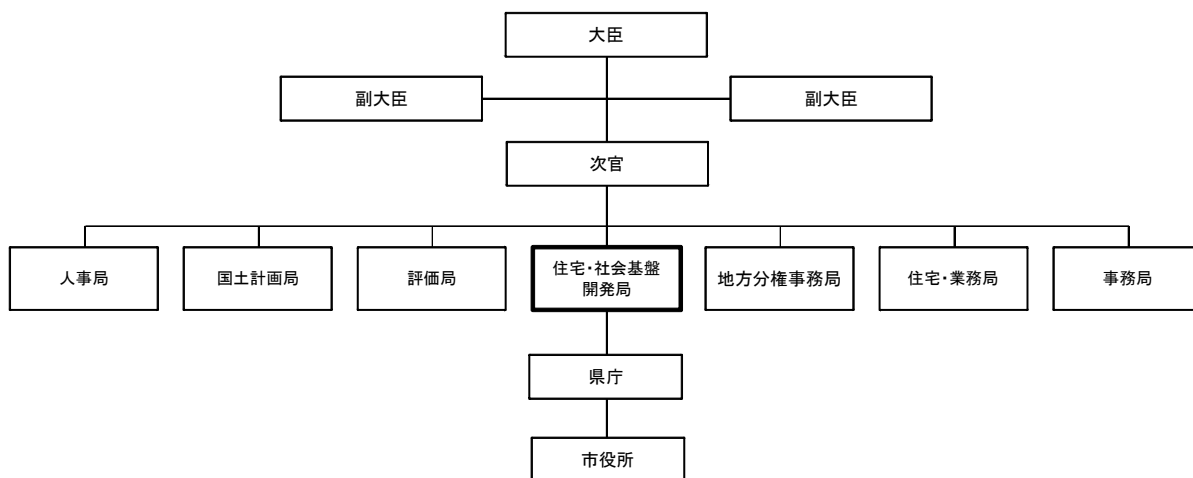 大臣
副大臣
副大臣
次官
人事局
国土計画局
評価局
住宅・社会基盤
開発局
地方分権事務局
住宅・業務局
事務局
県庁
市役所